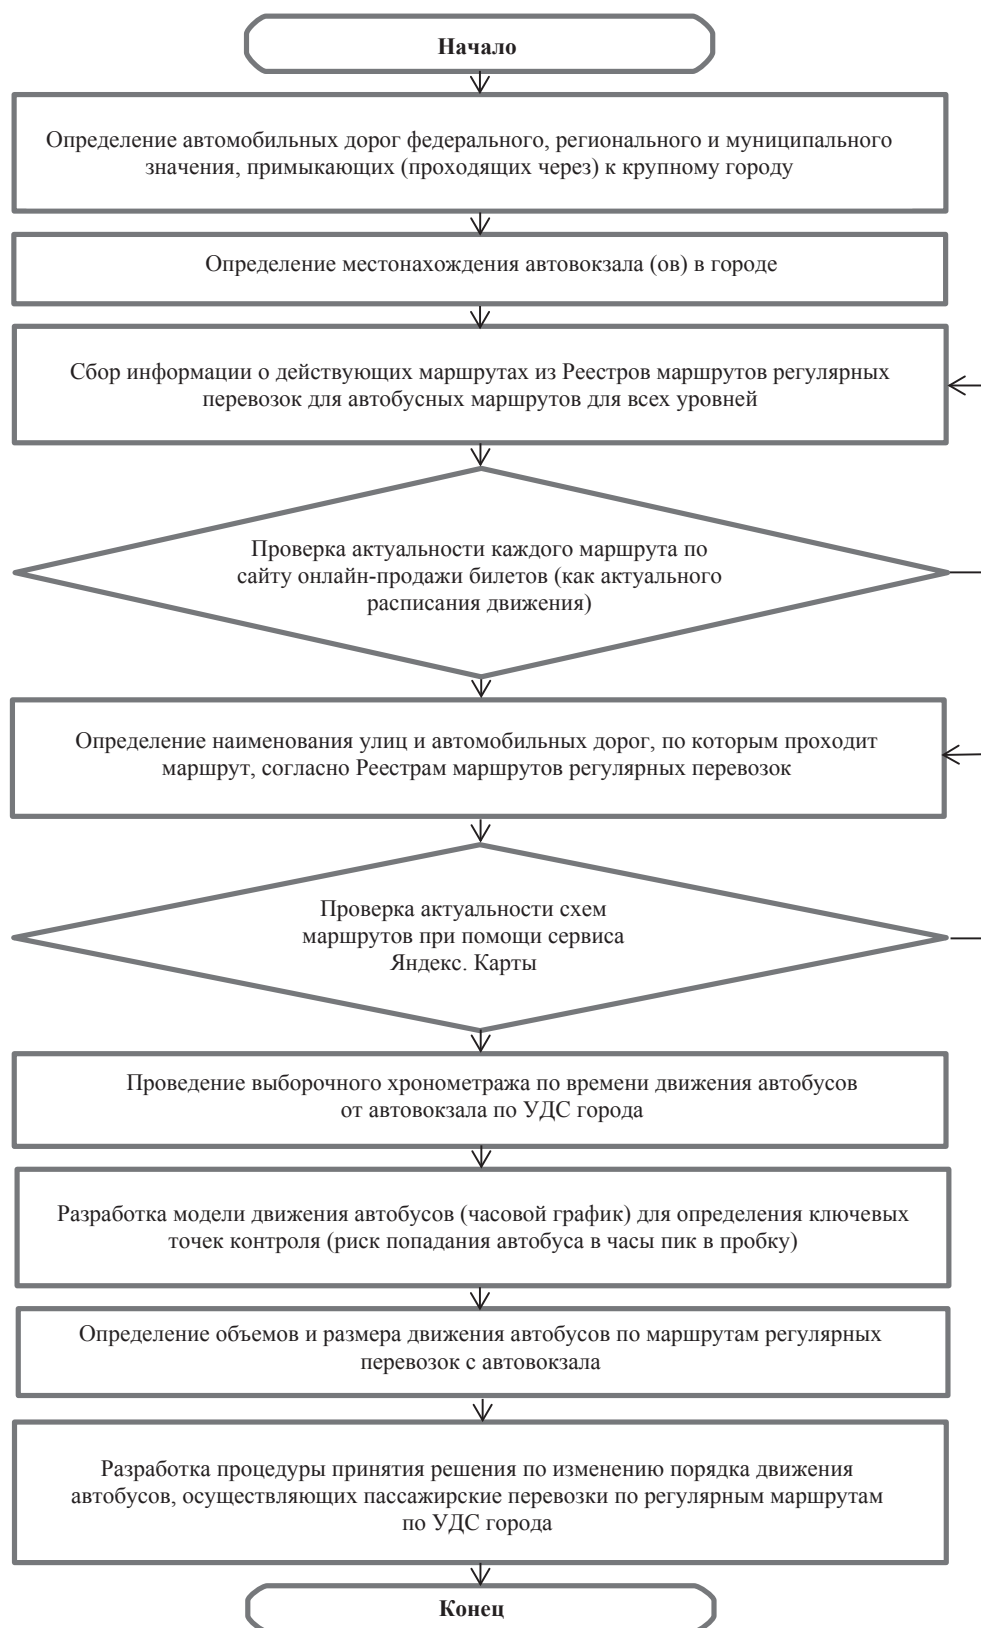 Начало
Определение автомобильных дорог федерального, регионального и муниципального
значения, примыкающих (проходящих через) к крупному городу
Определение местонахождения автовокзала (ов) в городе
Сбор информации о действующих маршрутах из Реестров маршрутов регулярных
перевозок для автобусных маршрутов для всех уровней
Проверка актуальности каждого маршрута по
сайту онлайн-продажи билетов (как актуального
расписания движения)
Определение наименования улиц и автомобильных дорог, по которым проходит
маршрут, согласно Реестрам маршрутов регулярных перевозок
Проверка актуальности схем
маршрутов при помощи сервиса
Яндекс. Карты
Проведение выборочного хронометража по времени движения автобусов
от автовокзала по УДС города
Разработка модели движения автобусов (часовой график) для определения ключевых
точек контроля (риск попадания автобуса в часы пик в пробку)
Определение объемов и размера движения автобусов по маршрутам регулярных
перевозок с автовокзала
Разработка процедуры принятия решения по изменению порядка движения
автобусов, осуществляющих пассажирские перевозки по регулярным маршрутам
по УДС города
Конец